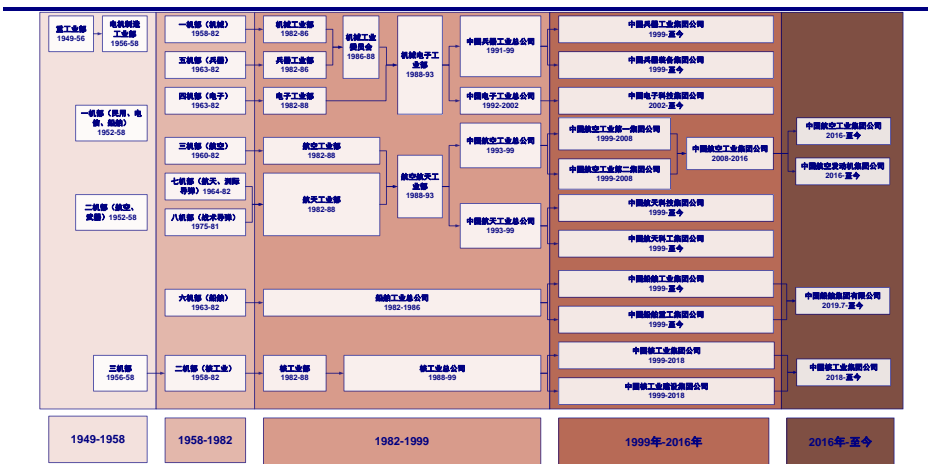 重工业部
1949-56
电机制造
工业部
1956-58
一机部（民用、电
信、船舶）
1952-58
二机部（航空、
武器）1952-58
三机部
1956-58
一机部（机械）
1958-82
五机部（兵器）
1963-82
四机部（电子）
1963-82
三机部（航空）
1960-82
七机部（航天、洲际
导弹）1964-82
八机部（战术导弹）
1975-81
六机部（船舶）
1963-82
二机部（核工业）
1958-82
机械工业部
1982-86
兵器工业部
1982-86
电子工业部
1982-88
机械工业
委员会
1986-88
机械电子工
业部
1988-93
中国兵器工业总公司
1991-99
中国电子工业总公司
1992-2002
航空工业部
1982-88
航天工业部
1982-88
航空航天工
业部
1988-93
中国航空工业总公司
1993-99
中国航天工业总公司
1993-99
船舶工业总公司
1982-1986
核工业部
1982-88
核工业总公司
1988-99
中国兵器工业集团公司
1999-至今
中国兵器装备集团公司
1999-至今
中国电子科技集团公司
2002-至今
中国航空工业第一集团公司
1999-2008
中国航空工业第二集团公司
1999-2008
中国航空工业集团公司
2008-2016
中国航天科技集团公司
1999-至今
中国航天科工集团公司
1999-至今
中国船舶工业集团公司
1999-至今
中国船舶重工集团公司
1999-至今
中国核工业集团公司
1999-2018
中国核工业建设集团公司
1999-2018
中国航空工业集团公司
2016-至今
中国航空发动机集团公司
2016-至今
中国船舶集团有限公司
2019.7-至今
中国核工业集团公司
2018-至今
1949-1958
1958-1982
1982-1999
1999年-2016年
2016年-至今